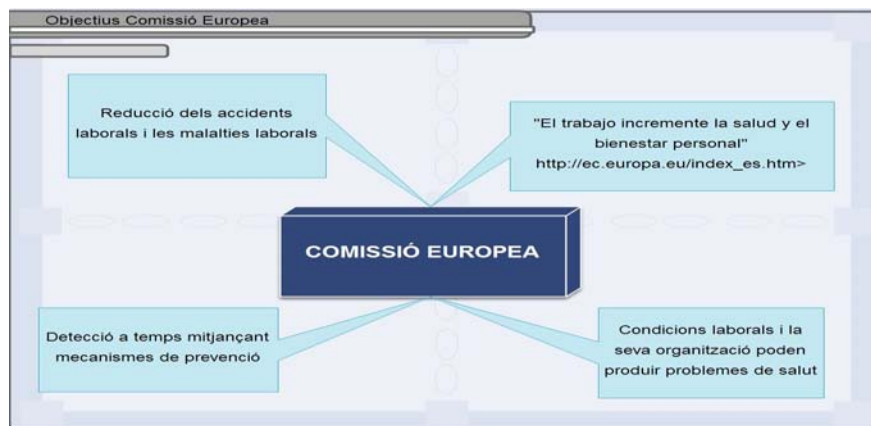 Objectius Comissió Europea
Reducció dels accidents
laborals i les malalties laborals
"El trabajo incremente la salud y el
bienestar personal"
http://ec.europa.eu/index_es.htm>
COMISSIÓ EUROPEA
Detecció a temps mitjançant
mecanismes de prevenció
Condicions laborals i la
seva organització poden
produir problemes de salut